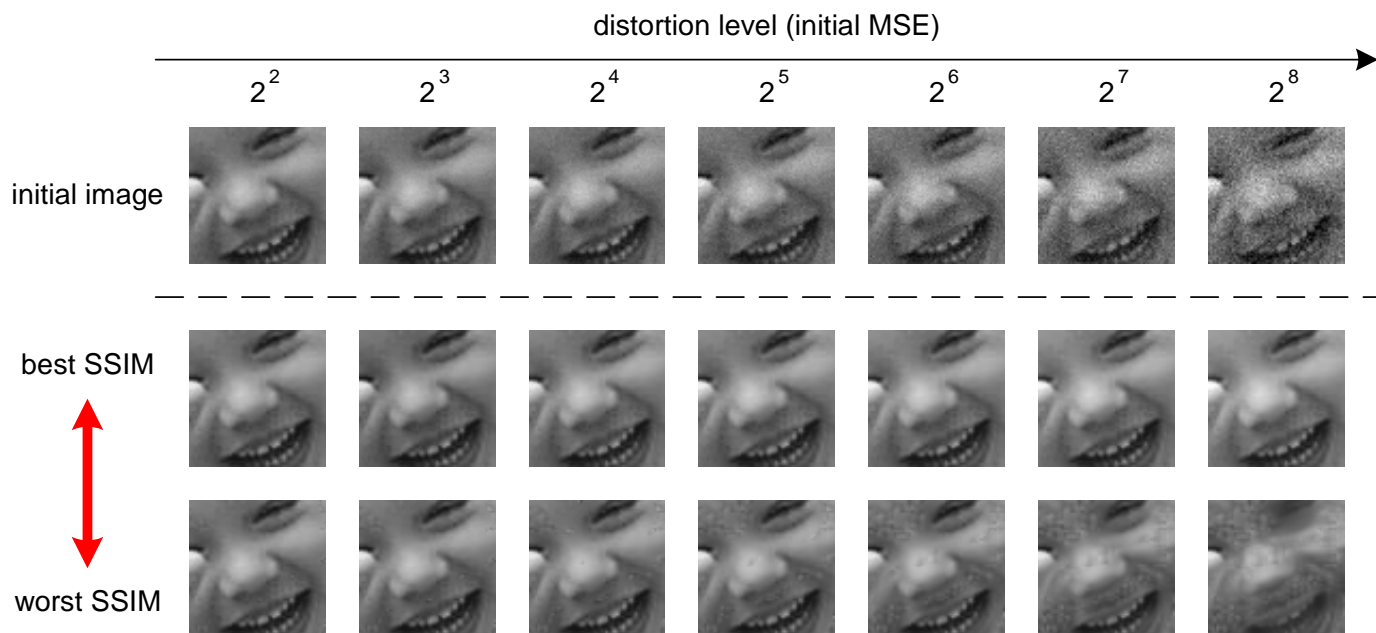 distortion level (initial MSE)
2^2 2^3 2^4 2^5 2^6 2^7 2^8
initial image
best SSIM
worst SSIM